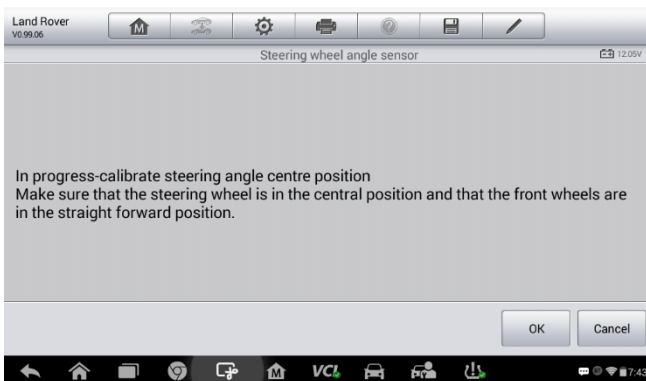 Land Rover
V0.99.06
M
Steering wheel angle sensor
12.05V
In progress-calibrate steering angle centre position
Make sure that the steering wheel is in the central position and that the front wheels are
in the straight forward position.
OK
Cancel
M
VCI
7:43